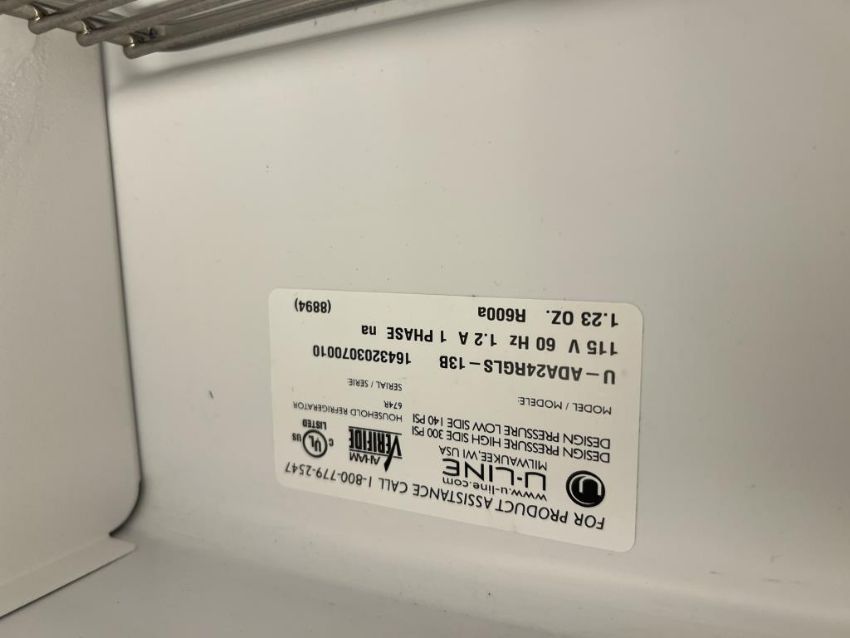 FOR PRODUCT ASSISTANCE CALL 1-800-779-2547
U
www.u-line.com
U-LINE
MILWAUKEE, WI USA
AHAM
VERIFIDE
C UL US
LISTED
DESIGN PRESSURE HIGH SIDE 300 PSI
DESIGN PRESSURE LOW SIDE 140 PSI
HOUSEHOLD REFRIGERATOR
674R
MODEL / MODELE:
SERIAL / SERIE:
U-ADA24RGLS-13B 1643203070010
115 V 60 Hz 1.2 A 1 PHASE na
1.23 OZ. R600a (8894)